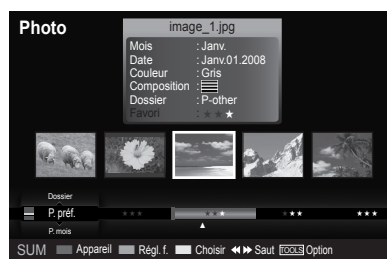 Photo
image_1.jpg
Mois : Janv.
Date : Janv.01.2008
Couleur : Gris
Composition :
Dossier : P-other
Favori : ★★★
Dossier
P. préf. ★★★ ★★★ ★★ ★★★
P. mois
SUM Appareil Régl. f. Choisir ◄◄ ►► Saut TOOLS Option